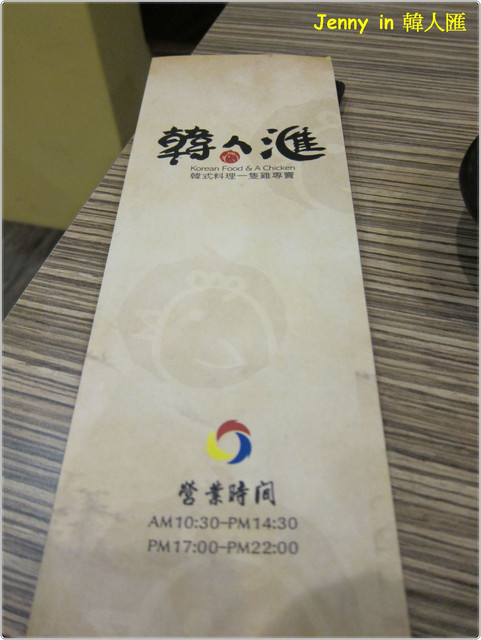 Jenny in 韓人匯
韓人滙
Korean Food & A Chicken
韓式料理一隻雞專賣
營業時間
AM10:30-PM14:30
PM17:00-PM22:00